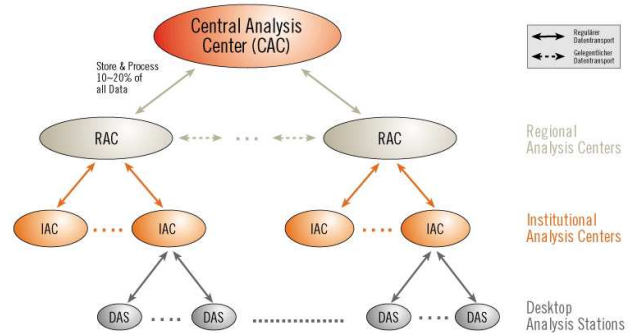 Central Analysis
Center (CAC)
Regulärer
Datentransport
Gelegentlicher
Datentransport
Store & Process
10~20% of
all Data
RAC
RAC
Regional
Analysis Centers
IAC
IAC
IAC
IAC
Institutional
Analysis Centers
DAS
DAS
DAS
DAS
Desktop
Analysis Stations